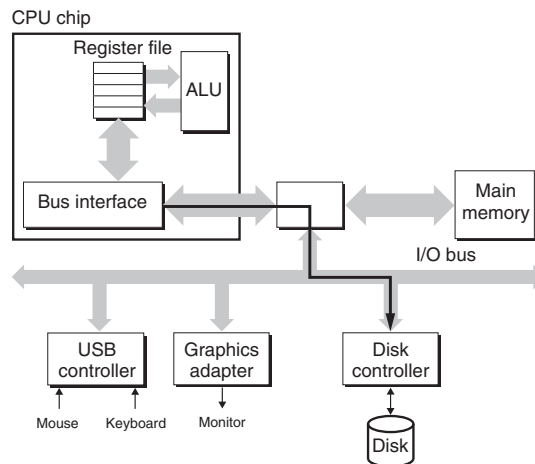 CPU chip
Register file
ALU
Bus interface
Main
memory
I/O bus
USB
controller
Graphics
adapter
Disk
controller
Mouse
Keyboard
Monitor
Disk